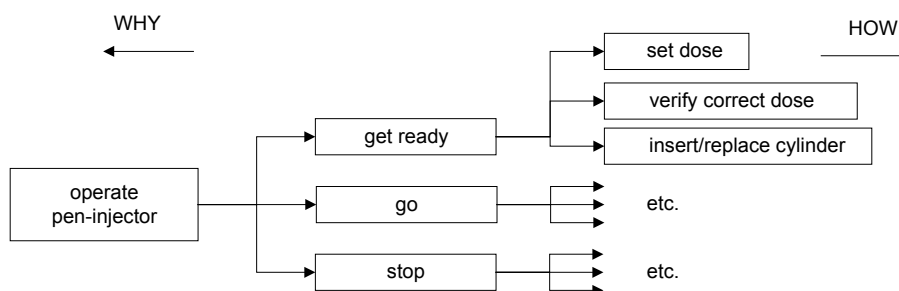 WHY
HOW
set dose
verify correct dose
get ready
insert/replace cylinder
operate
pen-injector
go
etc.
stop
etc.